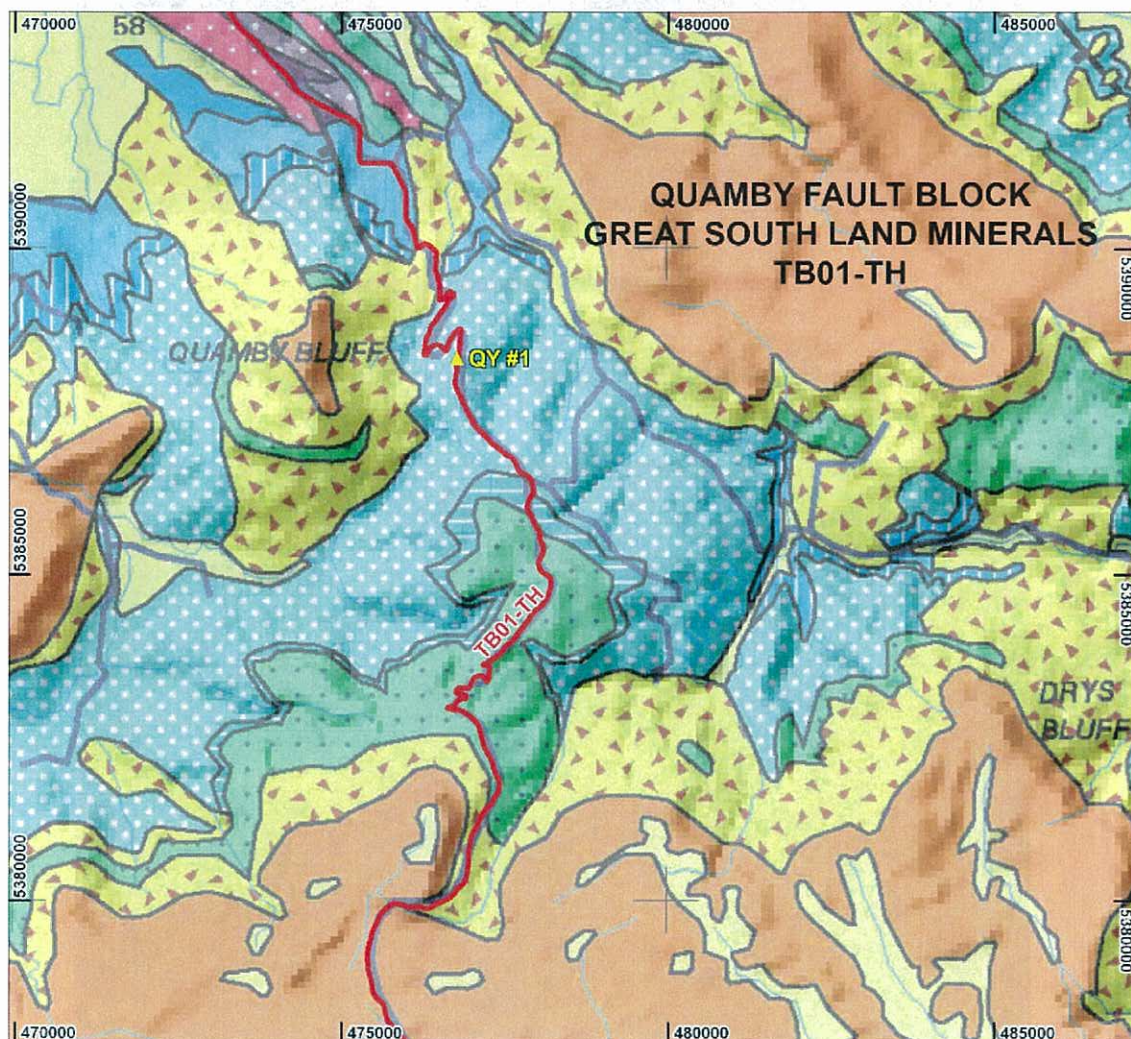 470000
475000
480000
485000
58
5390000
QUAMBY FAULT BLOCK
GREAT SOUTH LAND MINERALS
TB01-TH
5390000
QUAMBY BLUFF
QY #1
5385000
5385000
TB01-TH
DRYS
BLUFF
5380000
5380000
470000
475000
480000
485000